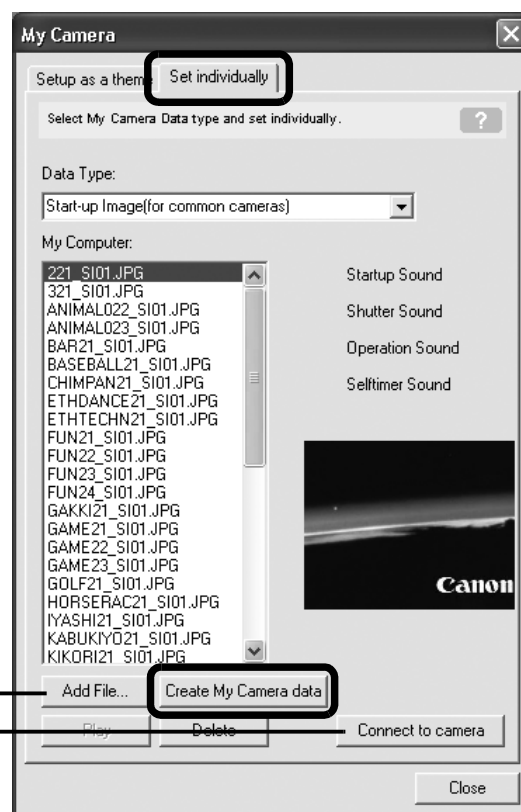 My Camera
Setup as a theme
Set individually
Select My Camera Data type and set individually.
?
Data Type:
Start-up Image(for common cameras)
My Computer:
221_SI01.JPG
321_SI01.JPG
ANIMAL022_SI01.JPG
ANIMAL023_SI01.JPG
BAR21_SI01.JPG
BASEBALL21_SI01.JPG
CHIMPAN21_SI01.JPG
ETHDANCE21_SI01.JPG
ETHTECHN21_SI01.JPG
FUN21_SI01.JPG
FUN22_SI01.JPG
FUN23_SI01.JPG
FUN24_SI01.JPG
GAKKI21_SI01.JPG
GAME21_SI01.JPG
GAME22_SI01.JPG
GAME23_SI01.JPG
GOLF21_SI01.JPG
HORSERAC21_SI01.JPG
IYASHI21_SI01.JPG
KABUKIYO21_SI01.JPG
KIKORI21_SI01.JPG
Startup Sound
Shutter Sound
Operation Sound
Selftimer Sound
Canon
Add File...
Create My Camera data
Play
Delete
Connect to camera
Close